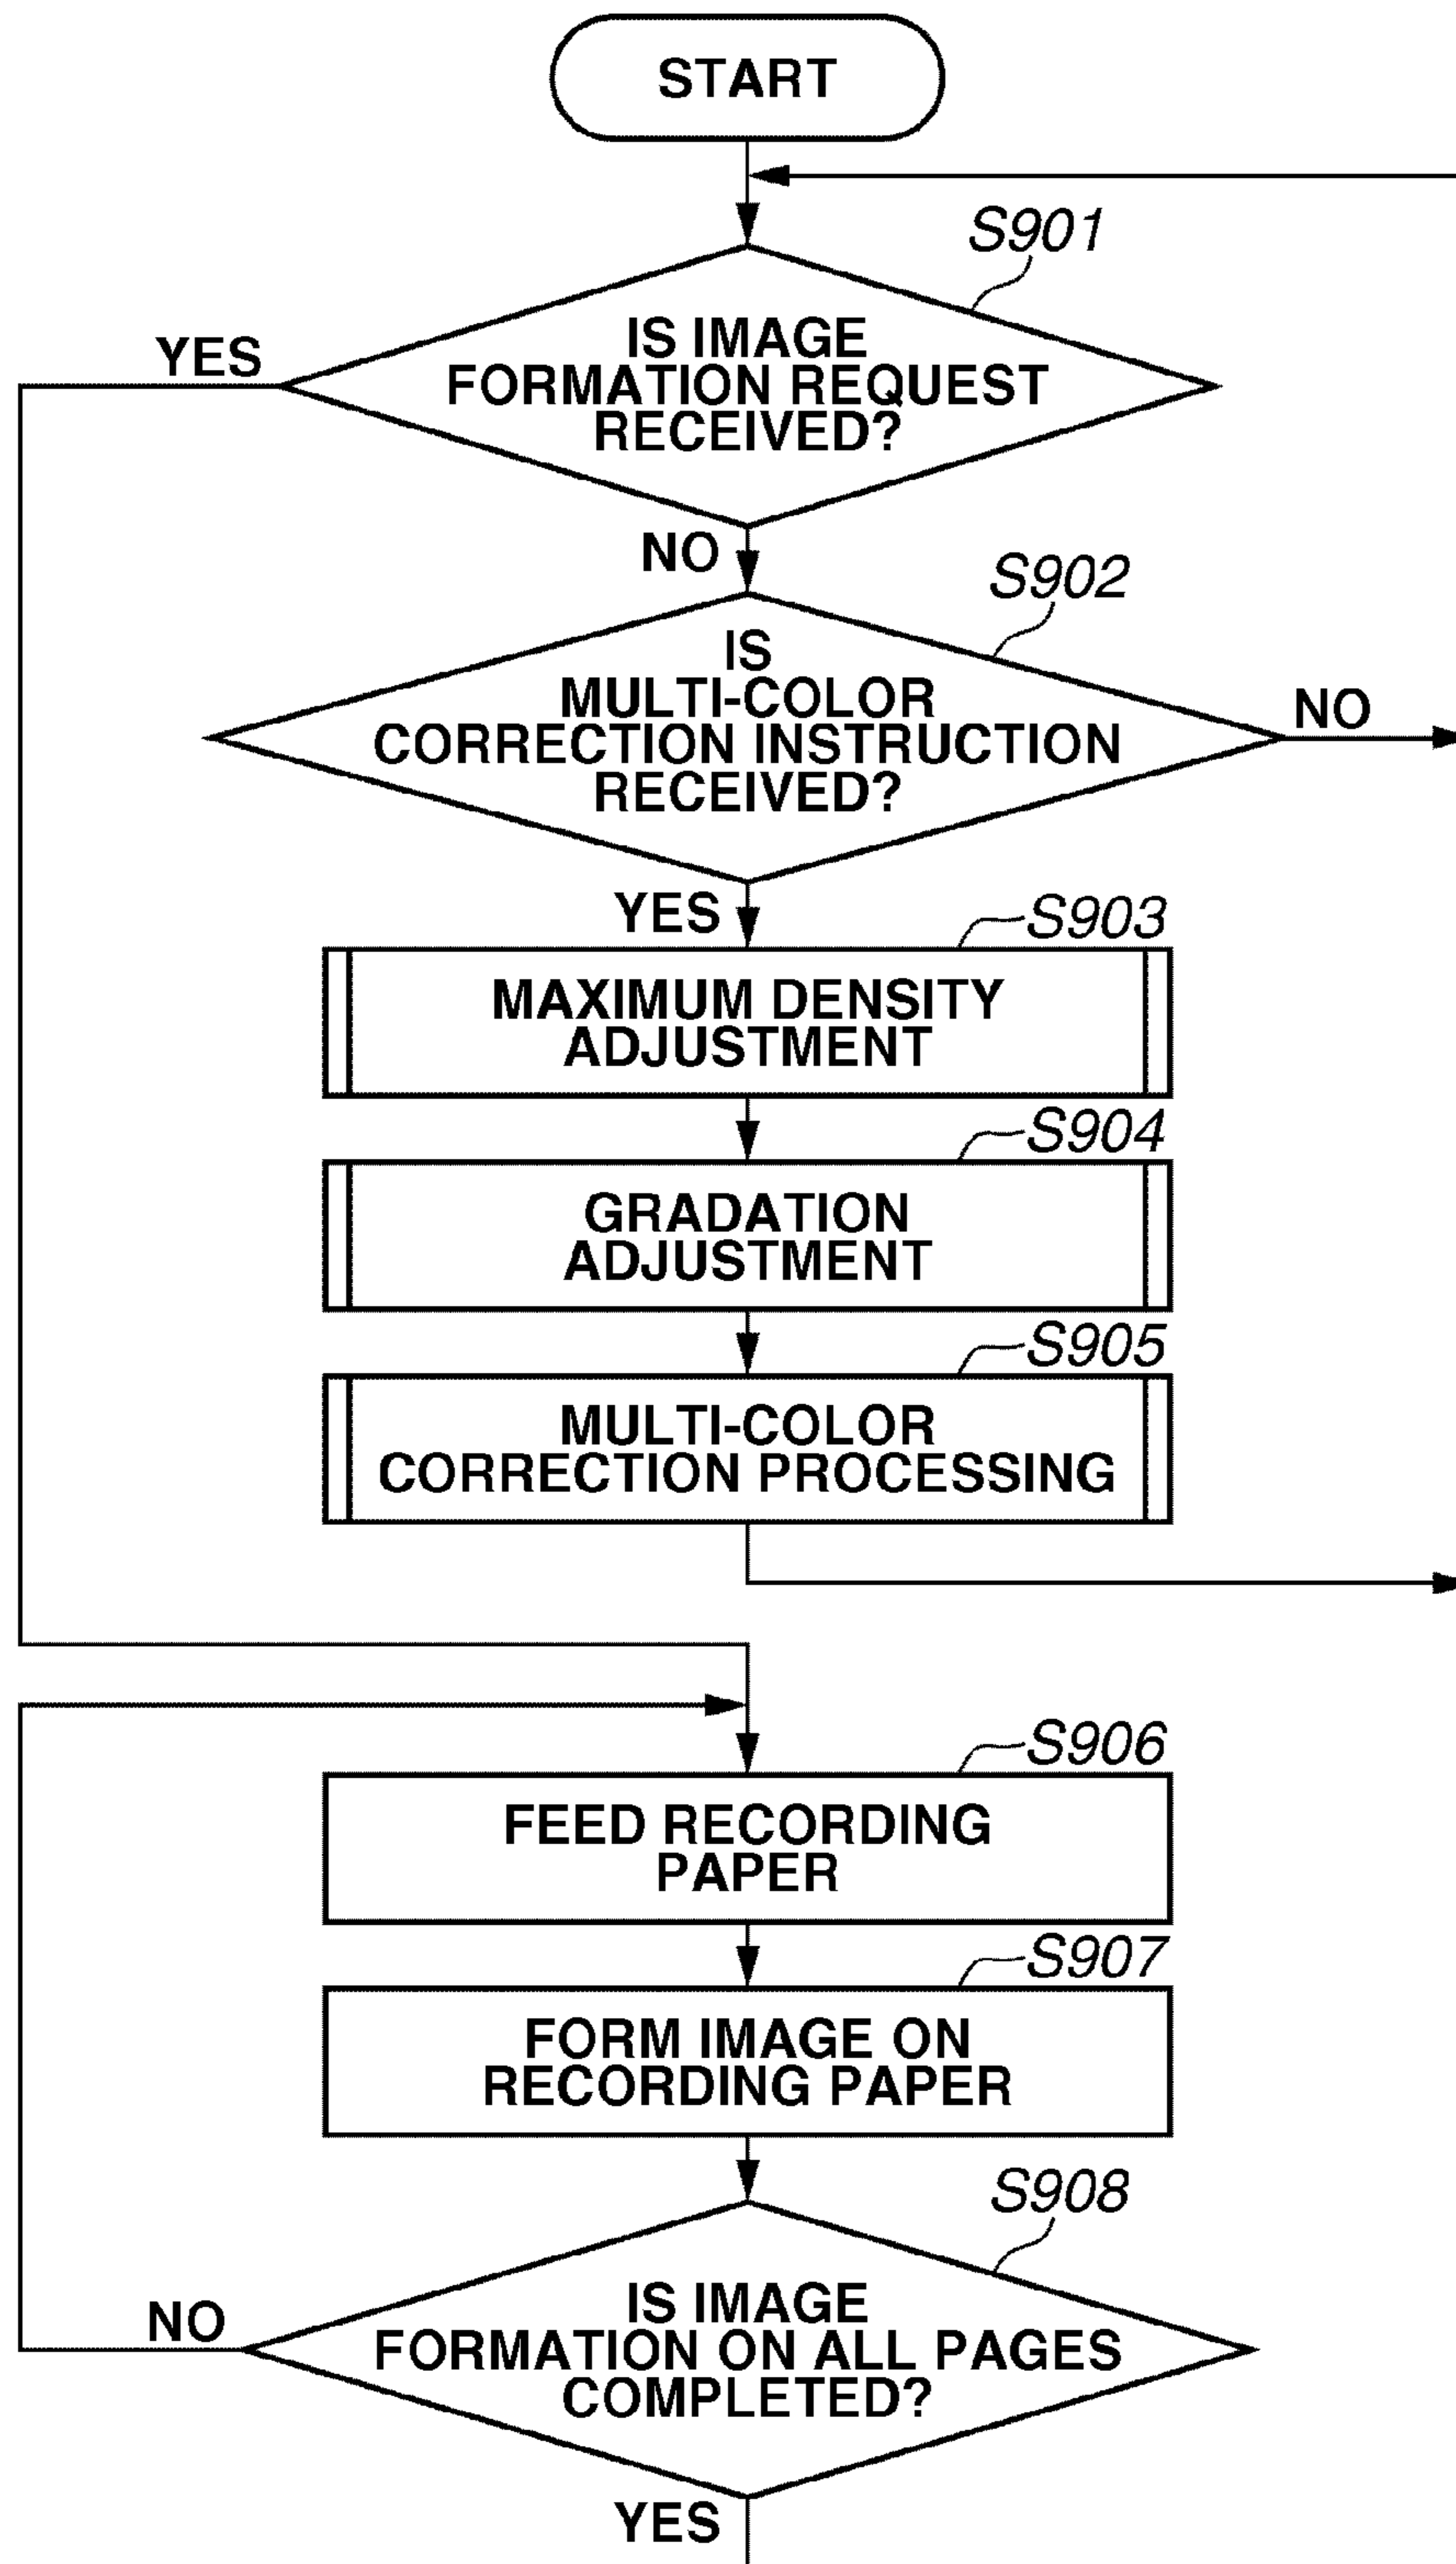 START
S901
IS IMAGE
FORMATION REQUEST
RECEIVED?
YES
NO
S902
IS
MULTI-COLOR
CORRECTION INSTRUCTION
RECEIVED?
NO
YES
S903
MAXIMUM DENSITY
ADJUSTMENT
S904
GRADATION
ADJUSTMENT
S905
MULTI-COLOR
CORRECTION PROCESSING
S906
FEED RECORDING
PAPER
S907
FORM IMAGE ON
RECORDING PAPER
S908
IS IMAGE
FORMATION ON ALL PAGES
COMPLETED?
NO
YES